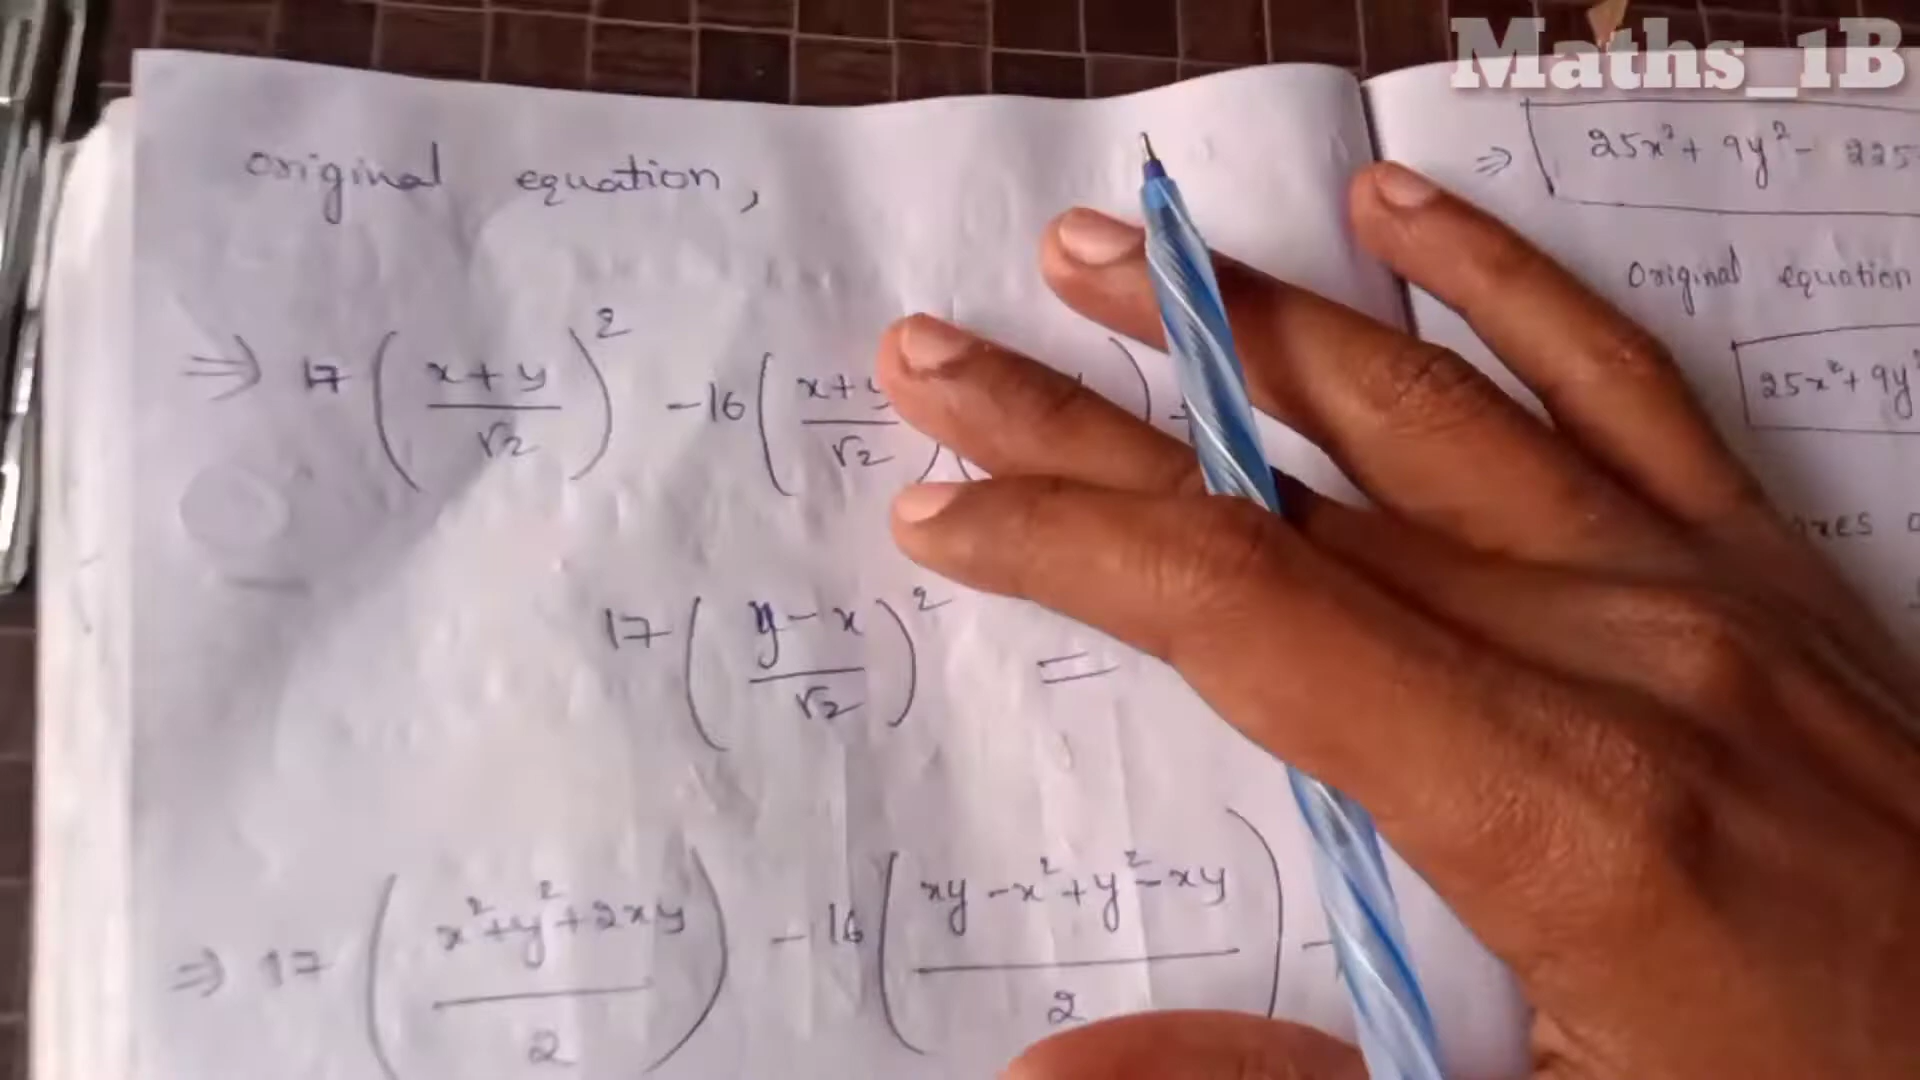 Maths_1B
original equation,
⇒ 17 ( x+y / √2 )² -16 ( x+y / √2 ) (
17 ( y-x / √2 )² =
⇒ 17 ( x²+y²+2xy / 2 ) -16 ( xy-x²+y²-xy / 2 ) -
⇒ 25x²+9y²- 225
Original equation
25x²+9y²